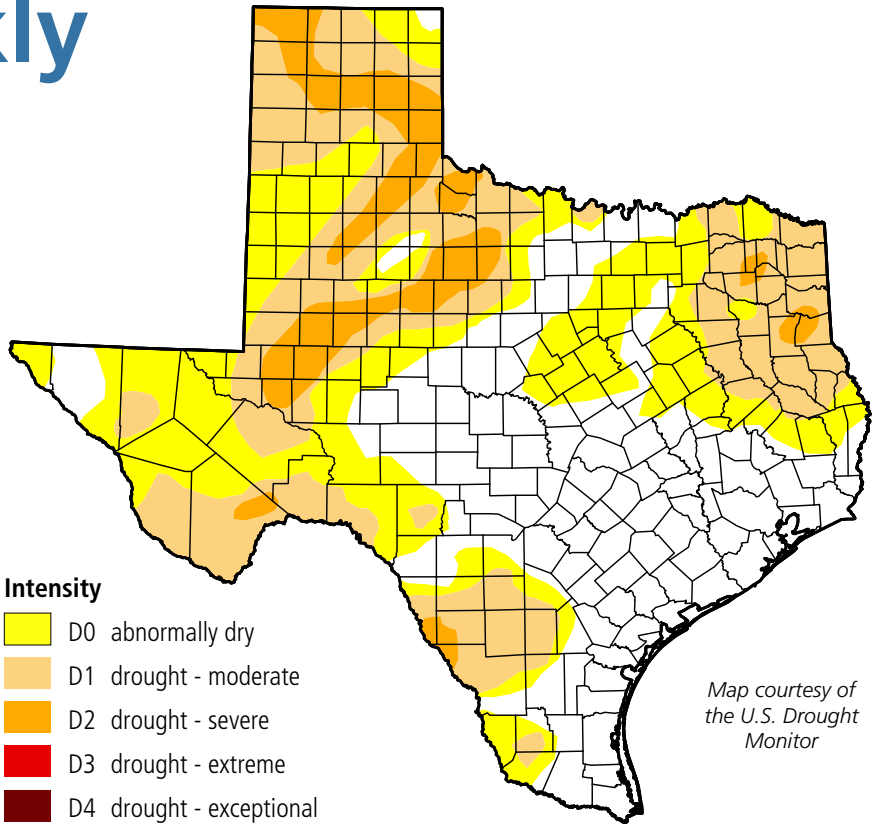 kly
Intensity
D0 abnormally dry
D1 drought - moderate
D2 drought - severe
D3 drought - extreme
D4 drought - exceptional
Map courtesy of
the U.S. Drought
Monitor